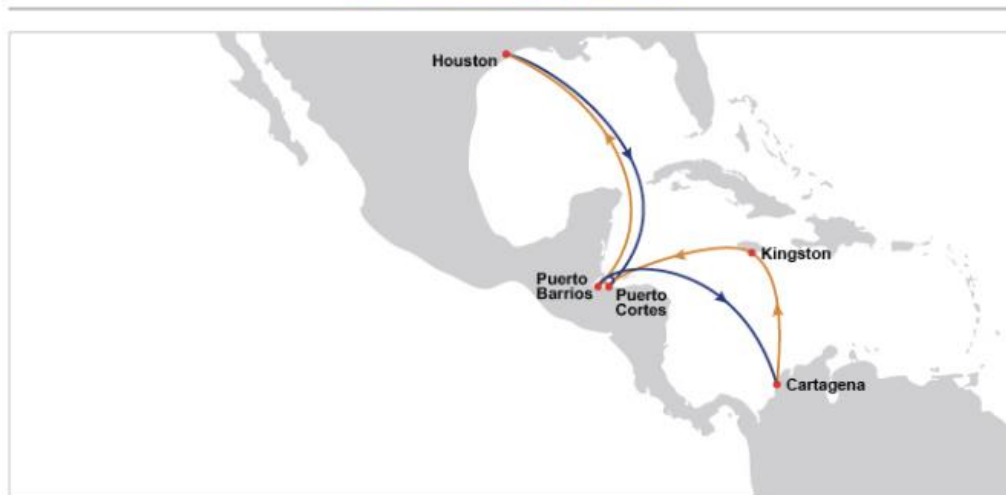 Houston
Kingston
Puerto
Barrios
Puerto
Cortes
Cartagena